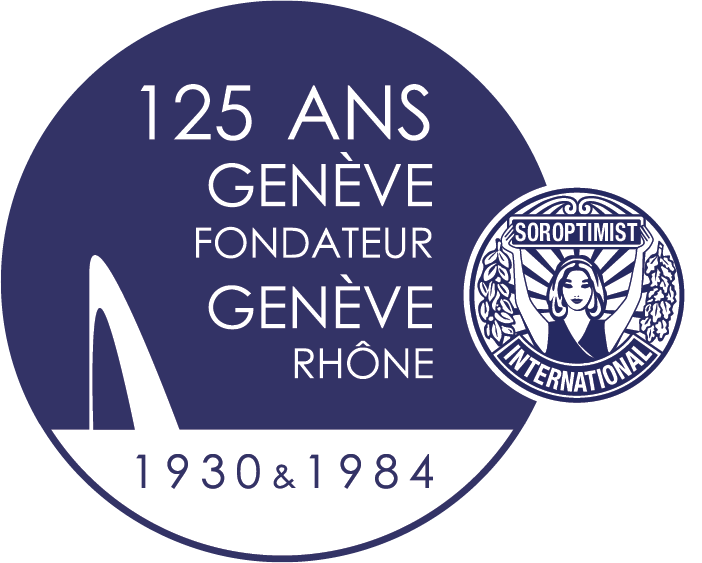 125 ANS
GENÈVE
FONDATEUR
GENÈVE
RHÔNE
1930 & 1984
SOROPTIMIST
INTERNATIONAL